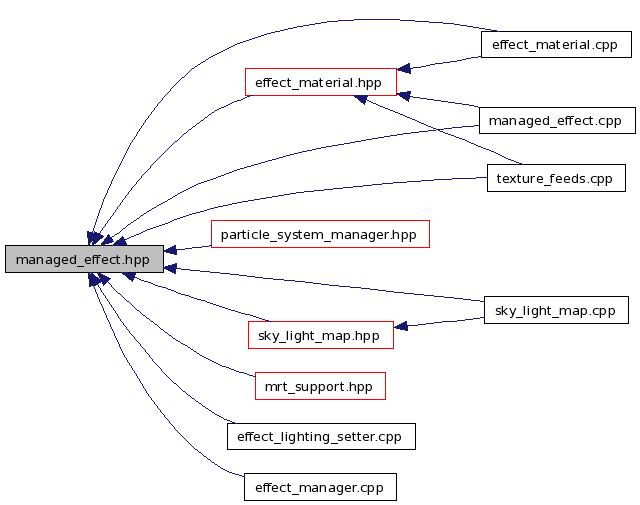 effect_material.cpp
effect_material.hpp
managed_effect.cpp
texture_feeds.cpp
particle_system_manager.hpp
managed_effect.hpp
sky_light_map.cpp
sky_light_map.hpp
mrt_support.hpp
effect_lighting_setter.cpp
effect_manager.cpp